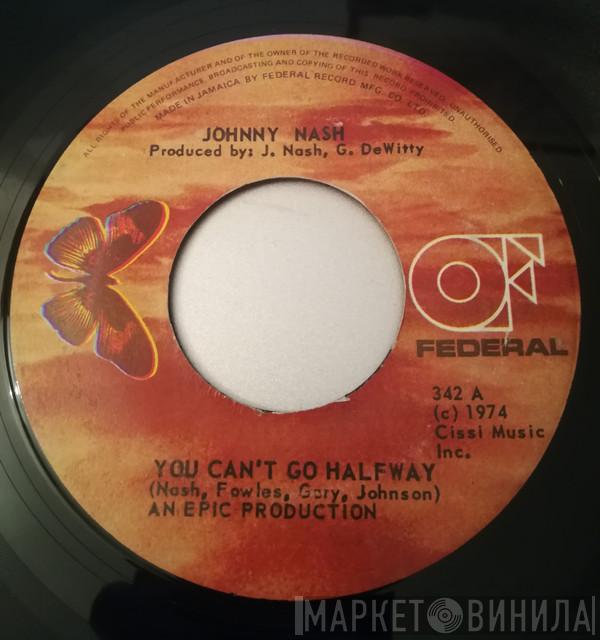 ALL RIGHTS OF THE MANUFACTURER AND OF THE OWNER OF THE RECORDED WORK RESERVED. UNAUTHORISED
PUBLIC PERFORMANCE, BROADCASTING AND COPYING OF THIS RECORD PROHIBITED.
MADE IN JAMAICA BY FEDERAL RECORD MFG. CO. LTD.
JOHNNY NASH
Produced by: J. Nash, G. DeWitty
FEDERAL
342 A
(c) 1974
Cissi Music
Inc.
YOU CAN'T GO HALFWAY
(Nash, Fowles, Gary, Johnson)
AN EPIC PRODUCTION
МАРКЕТ ВИНИЛА